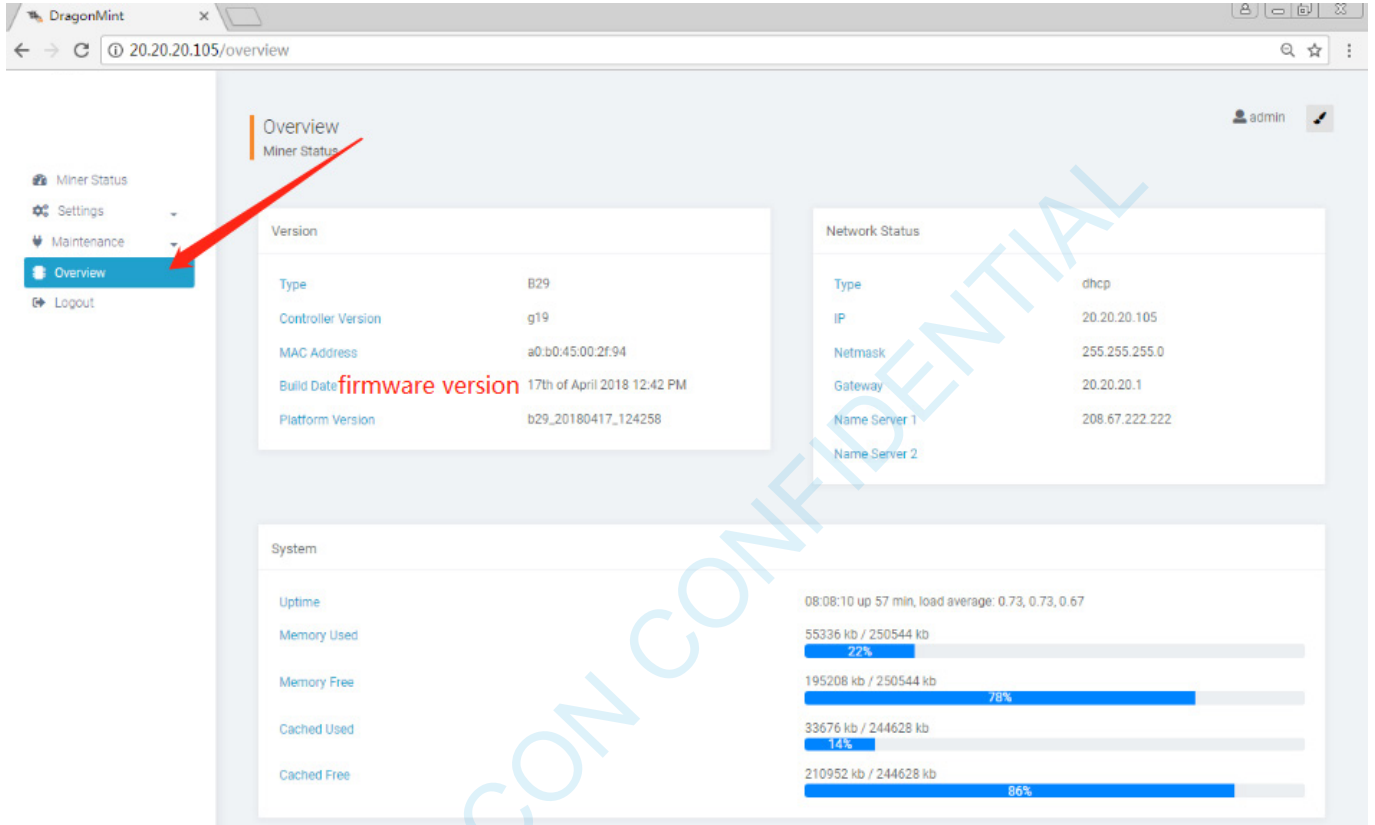 DragonMint
20.20.20.105/overview
admin
Overview
Miner Status
Miner Status
Settings
Maintenance
Overview
Logout
Version
Type B29
Controller Version g19
MAC Address a0:b0:45:00:2f:94
Build Date firmware version 17th of April 2018 12:42 PM
Platform Version b29_20180417_124258
Network Status
Type dhcp
IP 20.20.20.105
Netmask 255.255.255.0
Gateway 20.20.20.1
Name Server 1 208.67.222.222
Name Server 2
System
Uptime 08:08:10 up 57 min, load average: 0.73, 0.73, 0.67
Memory Used 55336 kb / 250544 kb
22%
Memory Free 195208 kb / 250544 kb
78%
Cached Used 33676 kb / 244628 kb
14%
Cached Free 210952 kb / 244628 kb
86%
CON CONFIDENTIAL